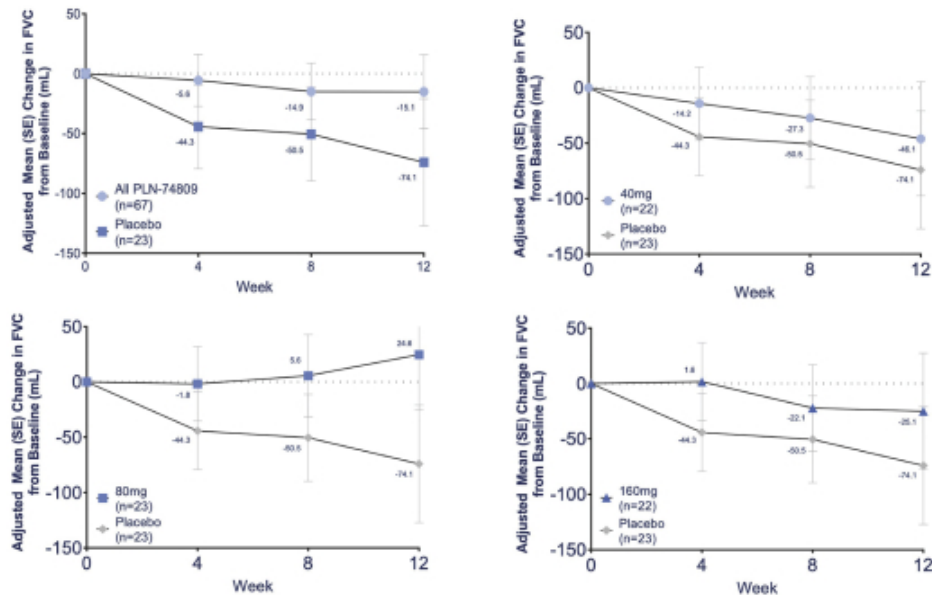 Adjusted Mean (SE) Change in FVC
from Baseline (mL)
50
0
-50
-100
-150
-5.6
-14.9
-15.1
-44.3
-50.5
-74.1
All PLN-74809
(n=67)
Placebo
(n=23)
0
4
8
12
Week
Adjusted Mean (SE) Change in FVC
from Baseline (mL)
50
0
-50
-100
-150
-14.2
-27.3
-46.1
-44.3
-50.5
-74.1
40mg
(n=22)
Placebo
(n=23)
0
4
8
12
Week
Adjusted Mean (SE) Change in FVC
from Baseline (mL)
50
0
-50
-100
-150
-1.8
5.6
24.6
-44.3
-50.5
-74.1
80mg
(n=23)
Placebo
(n=23)
0
4
8
12
Week
Adjusted Mean (SE) Change in FVC
from Baseline (mL)
50
0
-50
-100
-150
1.6
-22.1
-25.1
-44.3
-50.5
-74.1
160mg
(n=22)
Placebo
(n=23)
0
4
8
12
Week